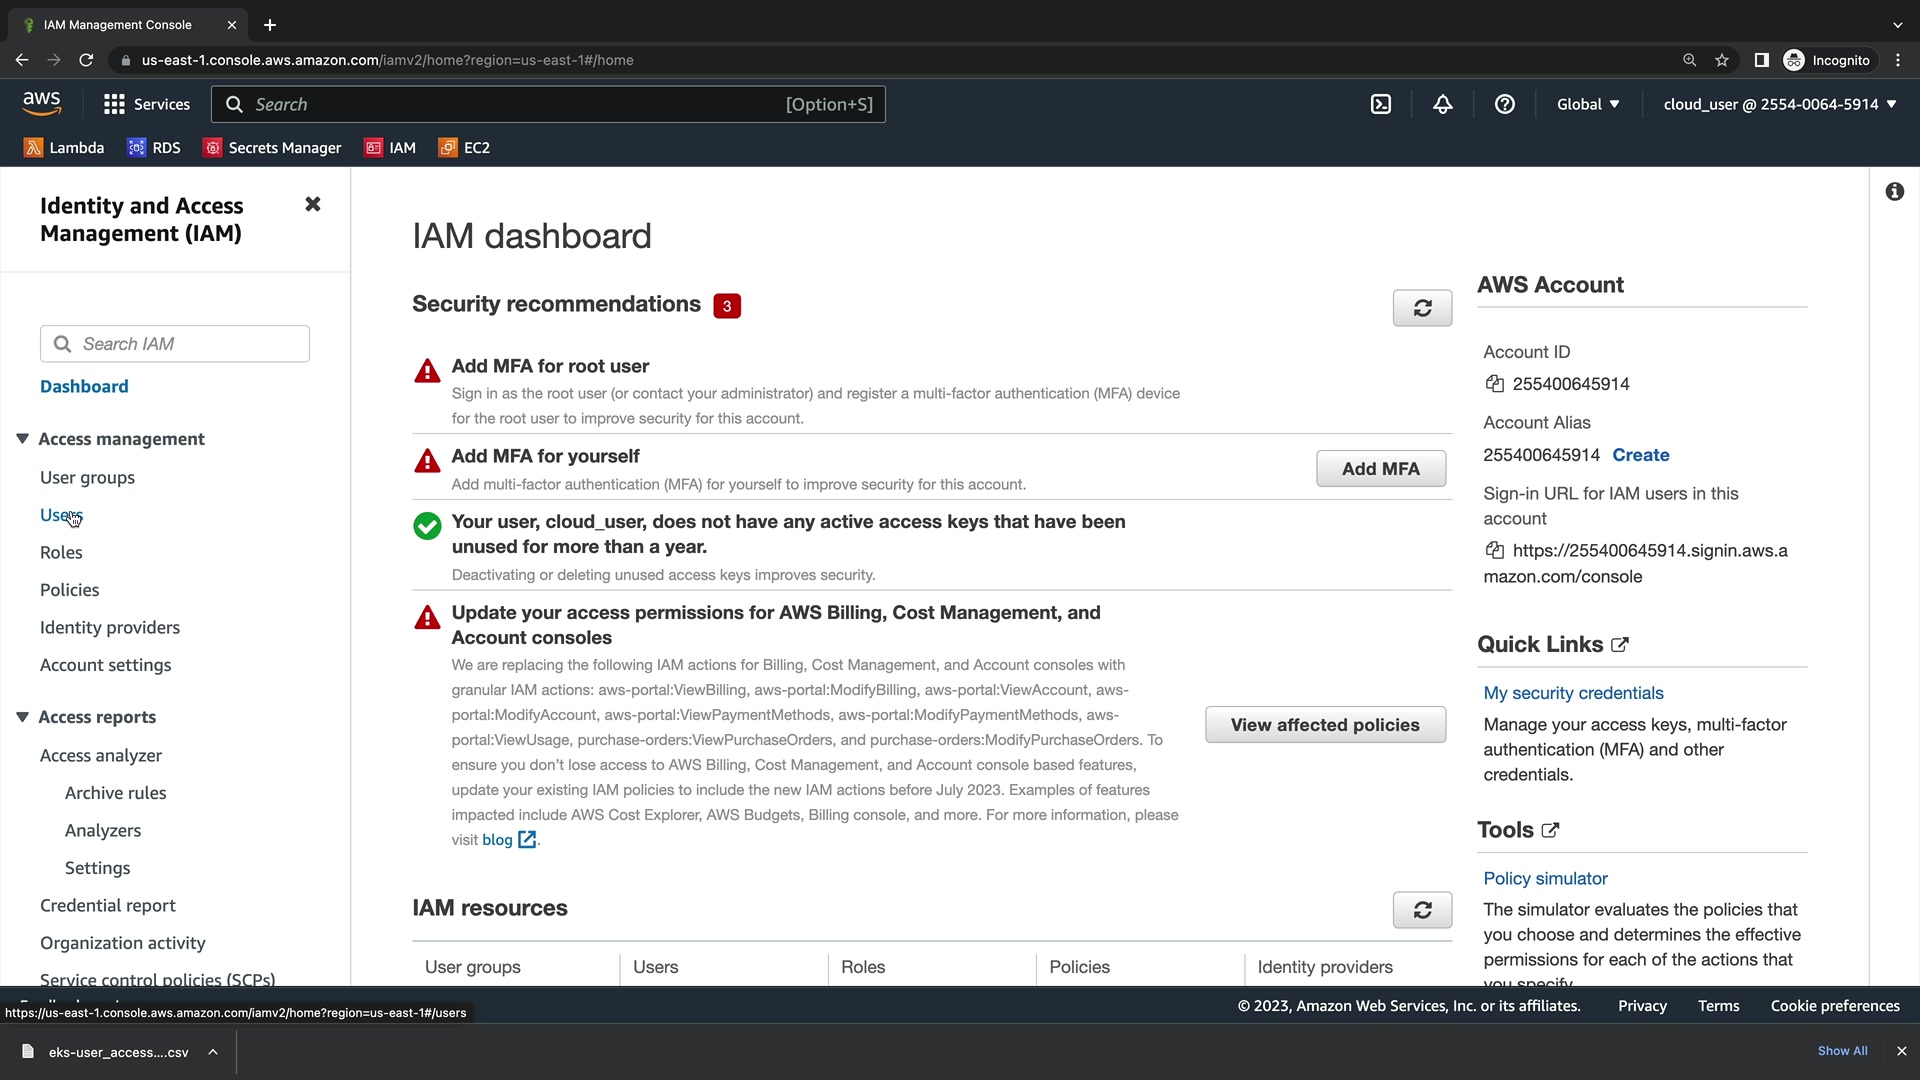 IAM Management Console
us-east-1.console.aws.amazon.com/iamv2/home?region=us-east-1#/home
Incognito
aws
Services
Search
[Option+S]
Global
cloud_user @ 2554-0064-5914
Lambda
RDS
Secrets Manager
IAM
EC2
Identity and Access
Management (IAM)
Search IAM
Dashboard
Access management
User groups
Users
Roles
Policies
Identity providers
Account settings
Access reports
Access analyzer
Archive rules
Analyzers
Settings
Credential report
Organization activity
Service control policies (SCPs)
IAM dashboard
Security recommendations 3
Add MFA for root user
Sign in as the root user (or contact your administrator) and register a multi-factor authentication (MFA) device
for the root user to improve security for this account.
Add MFA for yourself
Add multi-factor authentication (MFA) for yourself to improve security for this account.
Add MFA
Your user, cloud_user, does not have any active access keys that have been
unused for more than a year.
Deactivating or deleting unused access keys improves security.
Update your access permissions for AWS Billing, Cost Management, and
Account consoles
We are replacing the following IAM actions for Billing, Cost Management, and Account consoles with
granular IAM actions: aws-portal:ViewBilling, aws-portal:ModifyBilling, aws-portal:ViewAccount, aws-
portal:ModifyAccount, aws-portal:ViewPaymentMethods, aws-portal:ModifyPaymentMethods, aws-
portal:ViewUsage, purchase-orders:ViewPurchaseOrders, and purchase-orders:ModifyPurchaseOrders. To
ensure you don't lose access to AWS Billing, Cost Management, and Account console based features,
update your existing IAM policies to include the new IAM actions before July 2023. Examples of features
impacted include AWS Cost Explorer, AWS Budgets, Billing console, and more. For more information, please
visit blog.
View affected policies
IAM resources
User groups
Users
Roles
Policies
Identity providers
AWS Account
Account ID
255400645914
Account Alias
255400645914 Create
Sign-in URL for IAM users in this
account
https://255400645914.signin.aws.a
mazon.com/console
Quick Links
My security credentials
Manage your access keys, multi-factor
authentication (MFA) and other
credentials.
Tools
Policy simulator
The simulator evaluates the policies that
you choose and determines the effective
permissions for each of the actions that
you specify.
https://us-east-1.console.aws.amazon.com/iamv2/home?region=us-east-1#/users
© 2023, Amazon Web Services, Inc. or its affiliates.
Privacy
Terms
Cookie preferences
eks-user_access....csv
Show All